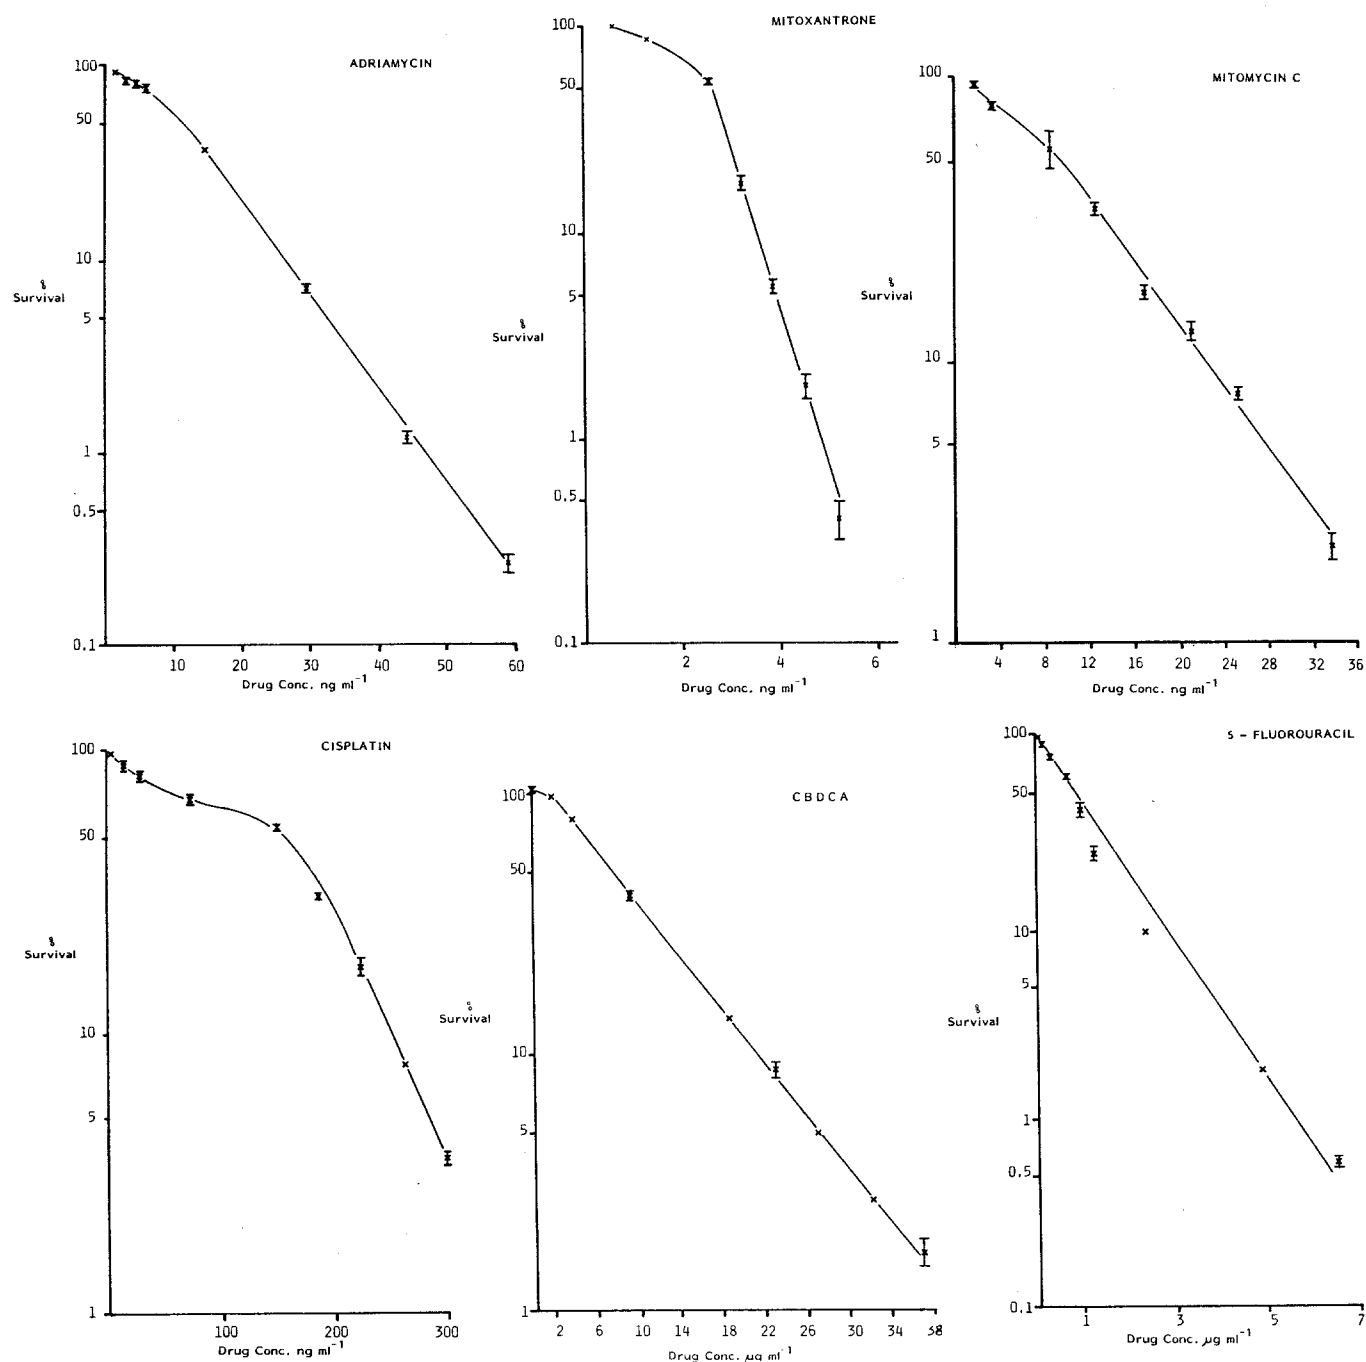 ADRIAMYCIN
100
50
10
5
1
0.5
0.1
%
Survival
10 20 30 40 50 60
Drug Conc. ng ml⁻¹
MITOXANTRONE
100
50
10
5
1
0.5
0.1
%
Survival
2 4 6
Drug Conc. ng ml⁻¹
MITOMYCIN C
100
50
10
5
1
%
Survival
4 8 12 16 20 24 28 32 36
Drug Conc. ng ml⁻¹
CISPLATIN
100
50
10
5
1
%
Survival
100 200 300
Drug Conc. ng ml⁻¹
CBDCA
100
50
10
5
1
%
Survival
2 6 10 14 18 22 26 30 34 38
Drug Conc. µg ml⁻¹
5 - FLUOROURACIL
100
50
10
5
1
0.5
0.1
%
Survival
1 3 5 7
Drug Conc. µg ml⁻¹